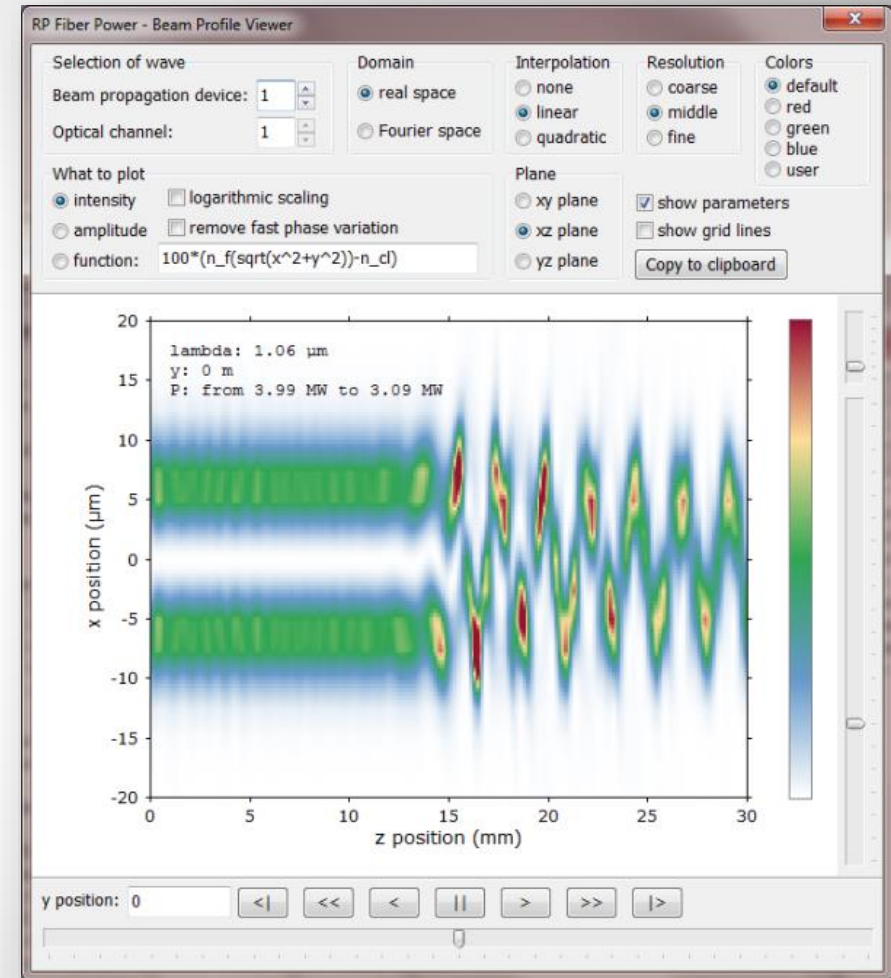 RP Fiber Power - Beam Profile Viewer
x
Selection of wave
Beam propagation device: 1
Optical channel: 1
Domain
real space
Fourier space
Interpolation
none
linear
quadratic
Resolution
coarse
middle
fine
Colors
default
red
green
blue
user
What to plot
intensity
logarithmic scaling
amplitude
remove fast phase variation
function: 100*(n_f(sqrt(x^2+y^2))-n_cl)
Plane
xy plane
xz plane
yz plane
show parameters
show grid lines
Copy to clipboard
lambda: 1.06 µm
y: 0 m
P: from 3.99 MW to 3.09 MW
20
15
10
5
0
-5
-10
-15
-20
x position (µm)
0 5 10 15 20 25 30
z position (mm)
y position: 0
<| << < || > >> |>